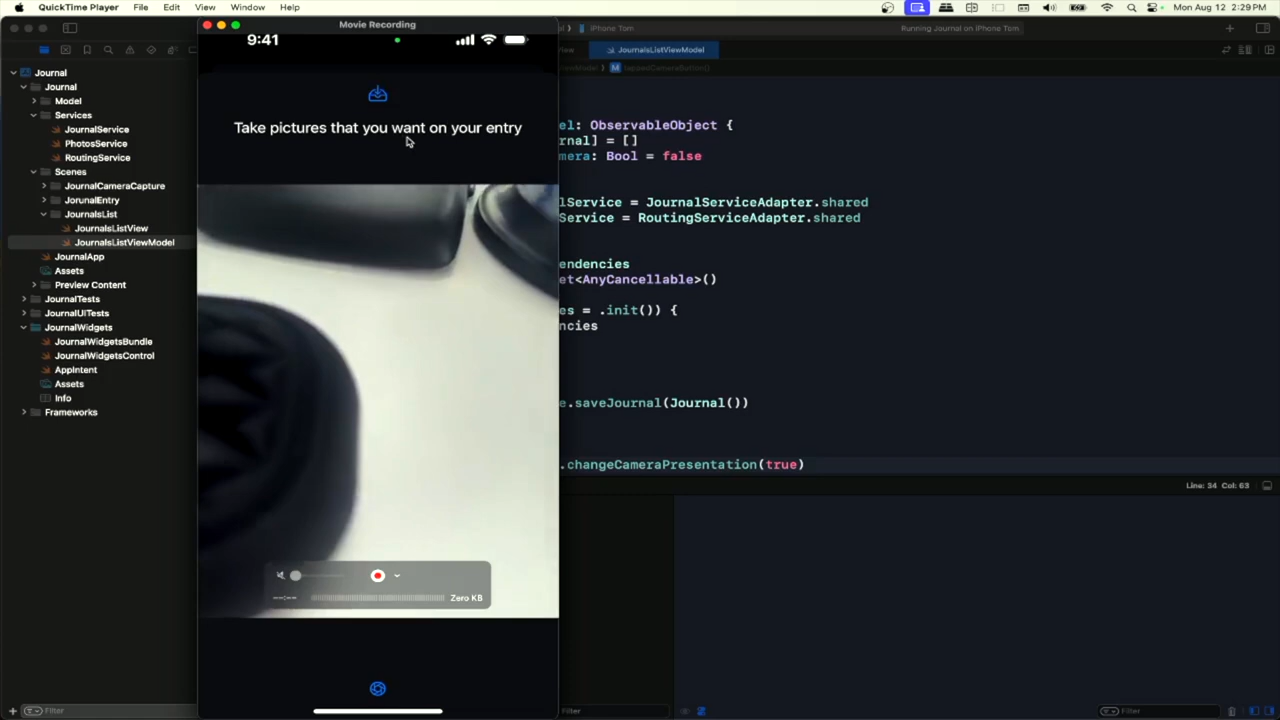 QuickTime Player File Edit View Window Help Mon Aug 12 2:29 PM
Movie Recording
iPhone Tom Running Journal on iPhone Tom
9:41
JournalsListViewModel
tappedCameraButton()
Journal
Journal
Model
Services
JournalService
PhotosService
RoutingService
Scenes
JournalCameraCapture
JorunalEntry
JournalsList
JournalsListView
JournalsListViewModel
JournalApp
Assets
Preview Content
JournalTests
JournalUITests
JournalWidgets
JournalWidgetsBundle
JournalWidgetsControl
AppIntent
Assets
Info
Frameworks
Filter
Take pictures that you want on your entry
--:--
Zero KB
el: ObservableObject {
nal] = []
mera: Bool = false
lService = JournalServiceAdapter.shared
Service = RoutingServiceAdapter.shared
endencies
et<AnyCancellable>()
es = .init()) {
ncies
e.saveJournal(Journal())
.changeCameraPresentation(true)
Line: 34 Col: 63
Filter
Filter